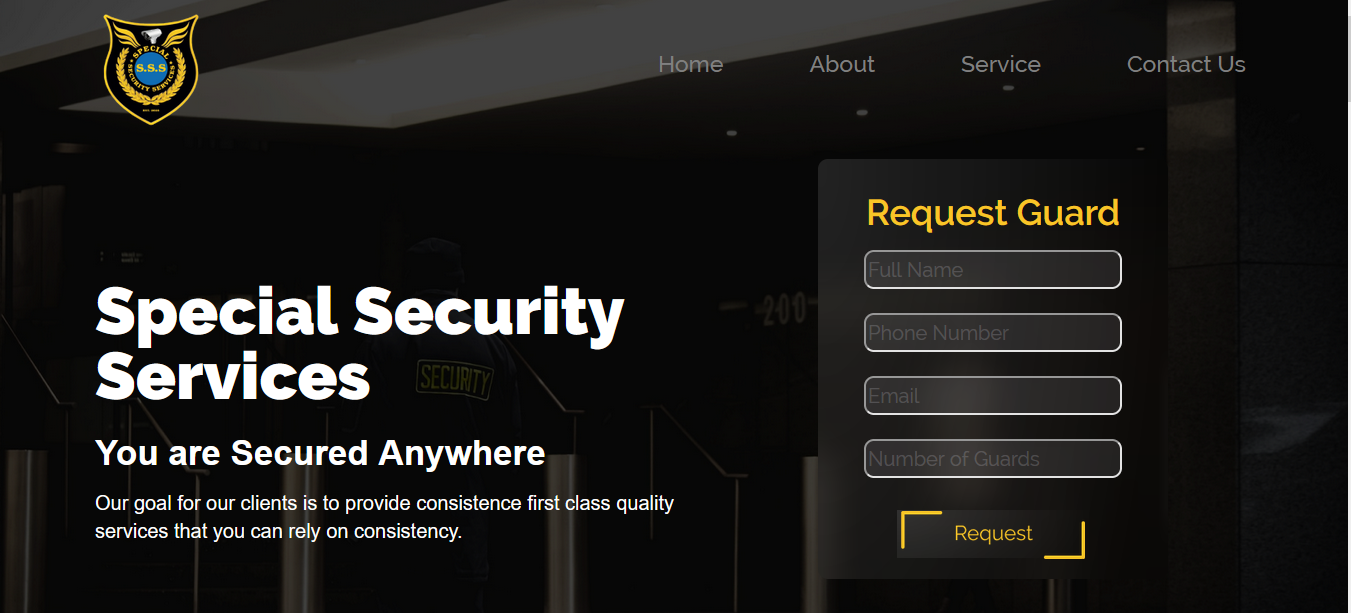 SPECIAL
S.S.S
SECURITY SERVICES
Home
About
Service
Contact Us
Request Guard
Full Name
Phone Number
Email
Number of Guards
Request
Special Security
Services
You are Secured Anywhere
Our goal for our clients is to provide consistence first class quality
services that you can rely on consistency.
SECURITY
200